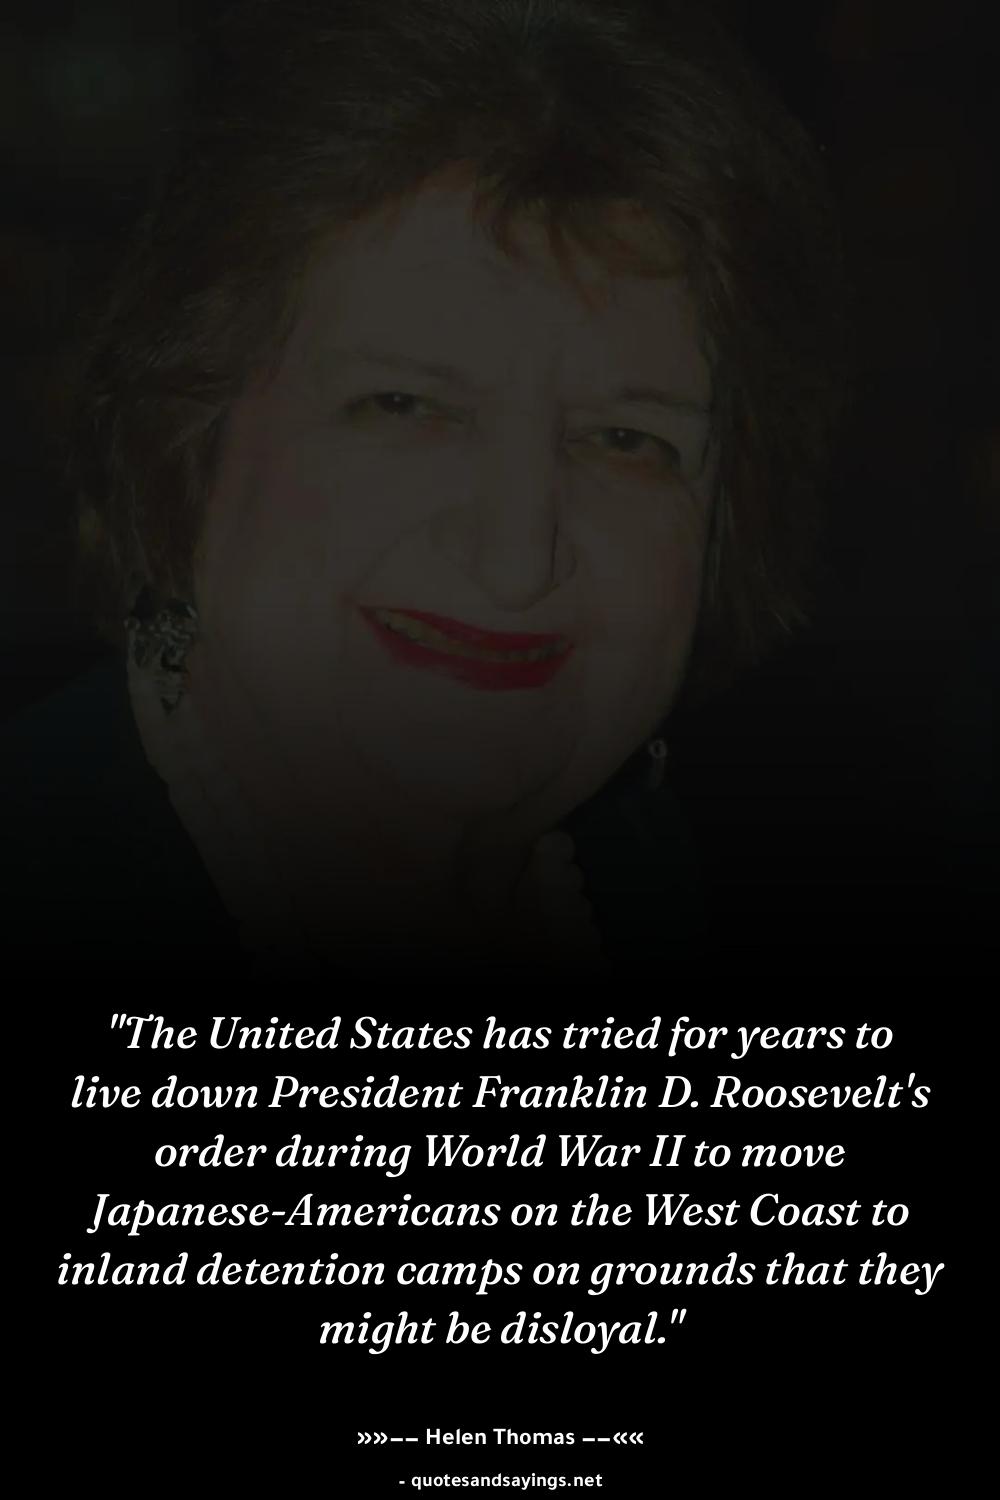 "The United States has tried for years to
live down President Franklin D. Roosevelt's
order during World War II to move
Japanese-Americans on the West Coast to
inland detention camps on grounds that they
might be disloyal."
»»−− Helen Thomas −−««
- quotesandsayings.net